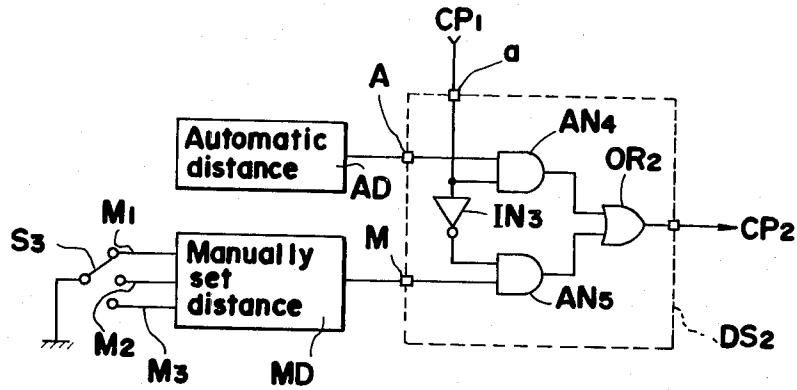 CP1
a
A
AN4
Automatic
distance
AD
OR2
IN3
CP2
M1
S3
Manually
set
distance
M
AN5
M2
M3
MD
DS2